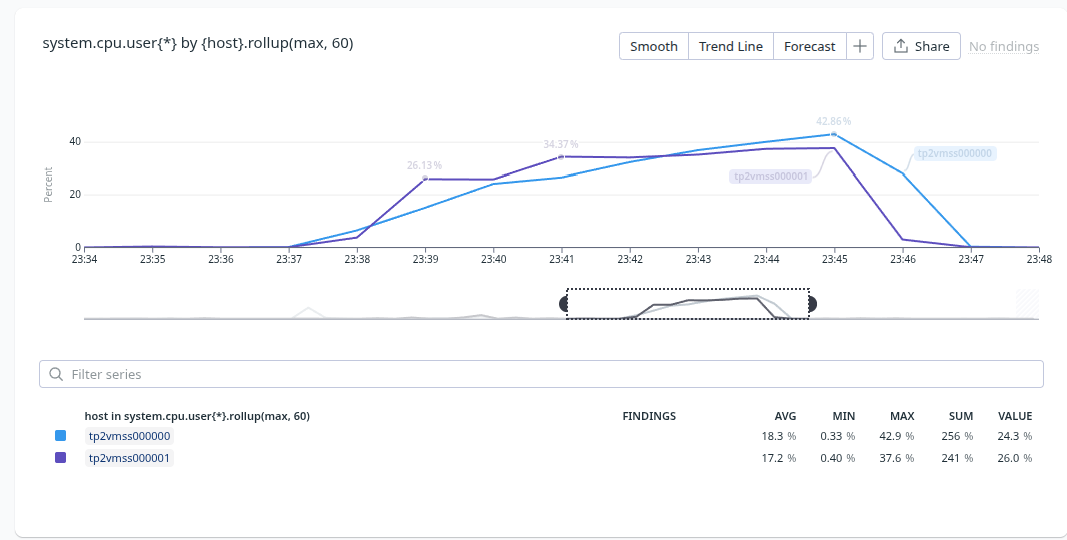 system.cpu.user{*} by {host}.rollup(max, 60)
Smooth Trend Line Forecast + Share No findings
42.86 %
40
34.37 %
26.13 %
tp2vmss000000
Percent
tp2vmss000001
20
0
23:34 23:35 23:36 23:37 23:38 23:39 23:40 23:41 23:42 23:43 23:44 23:45 23:46 23:47 23:48
Filter series
host in system.cpu.user{*}.rollup(max, 60) FINDINGS AVG MIN MAX SUM VALUE
tp2vmss000000 18.3 % 0.33 % 42.9 % 256 % 24.3 %
tp2vmss000001 17.2 % 0.40 % 37.6 % 241 % 26.0 %